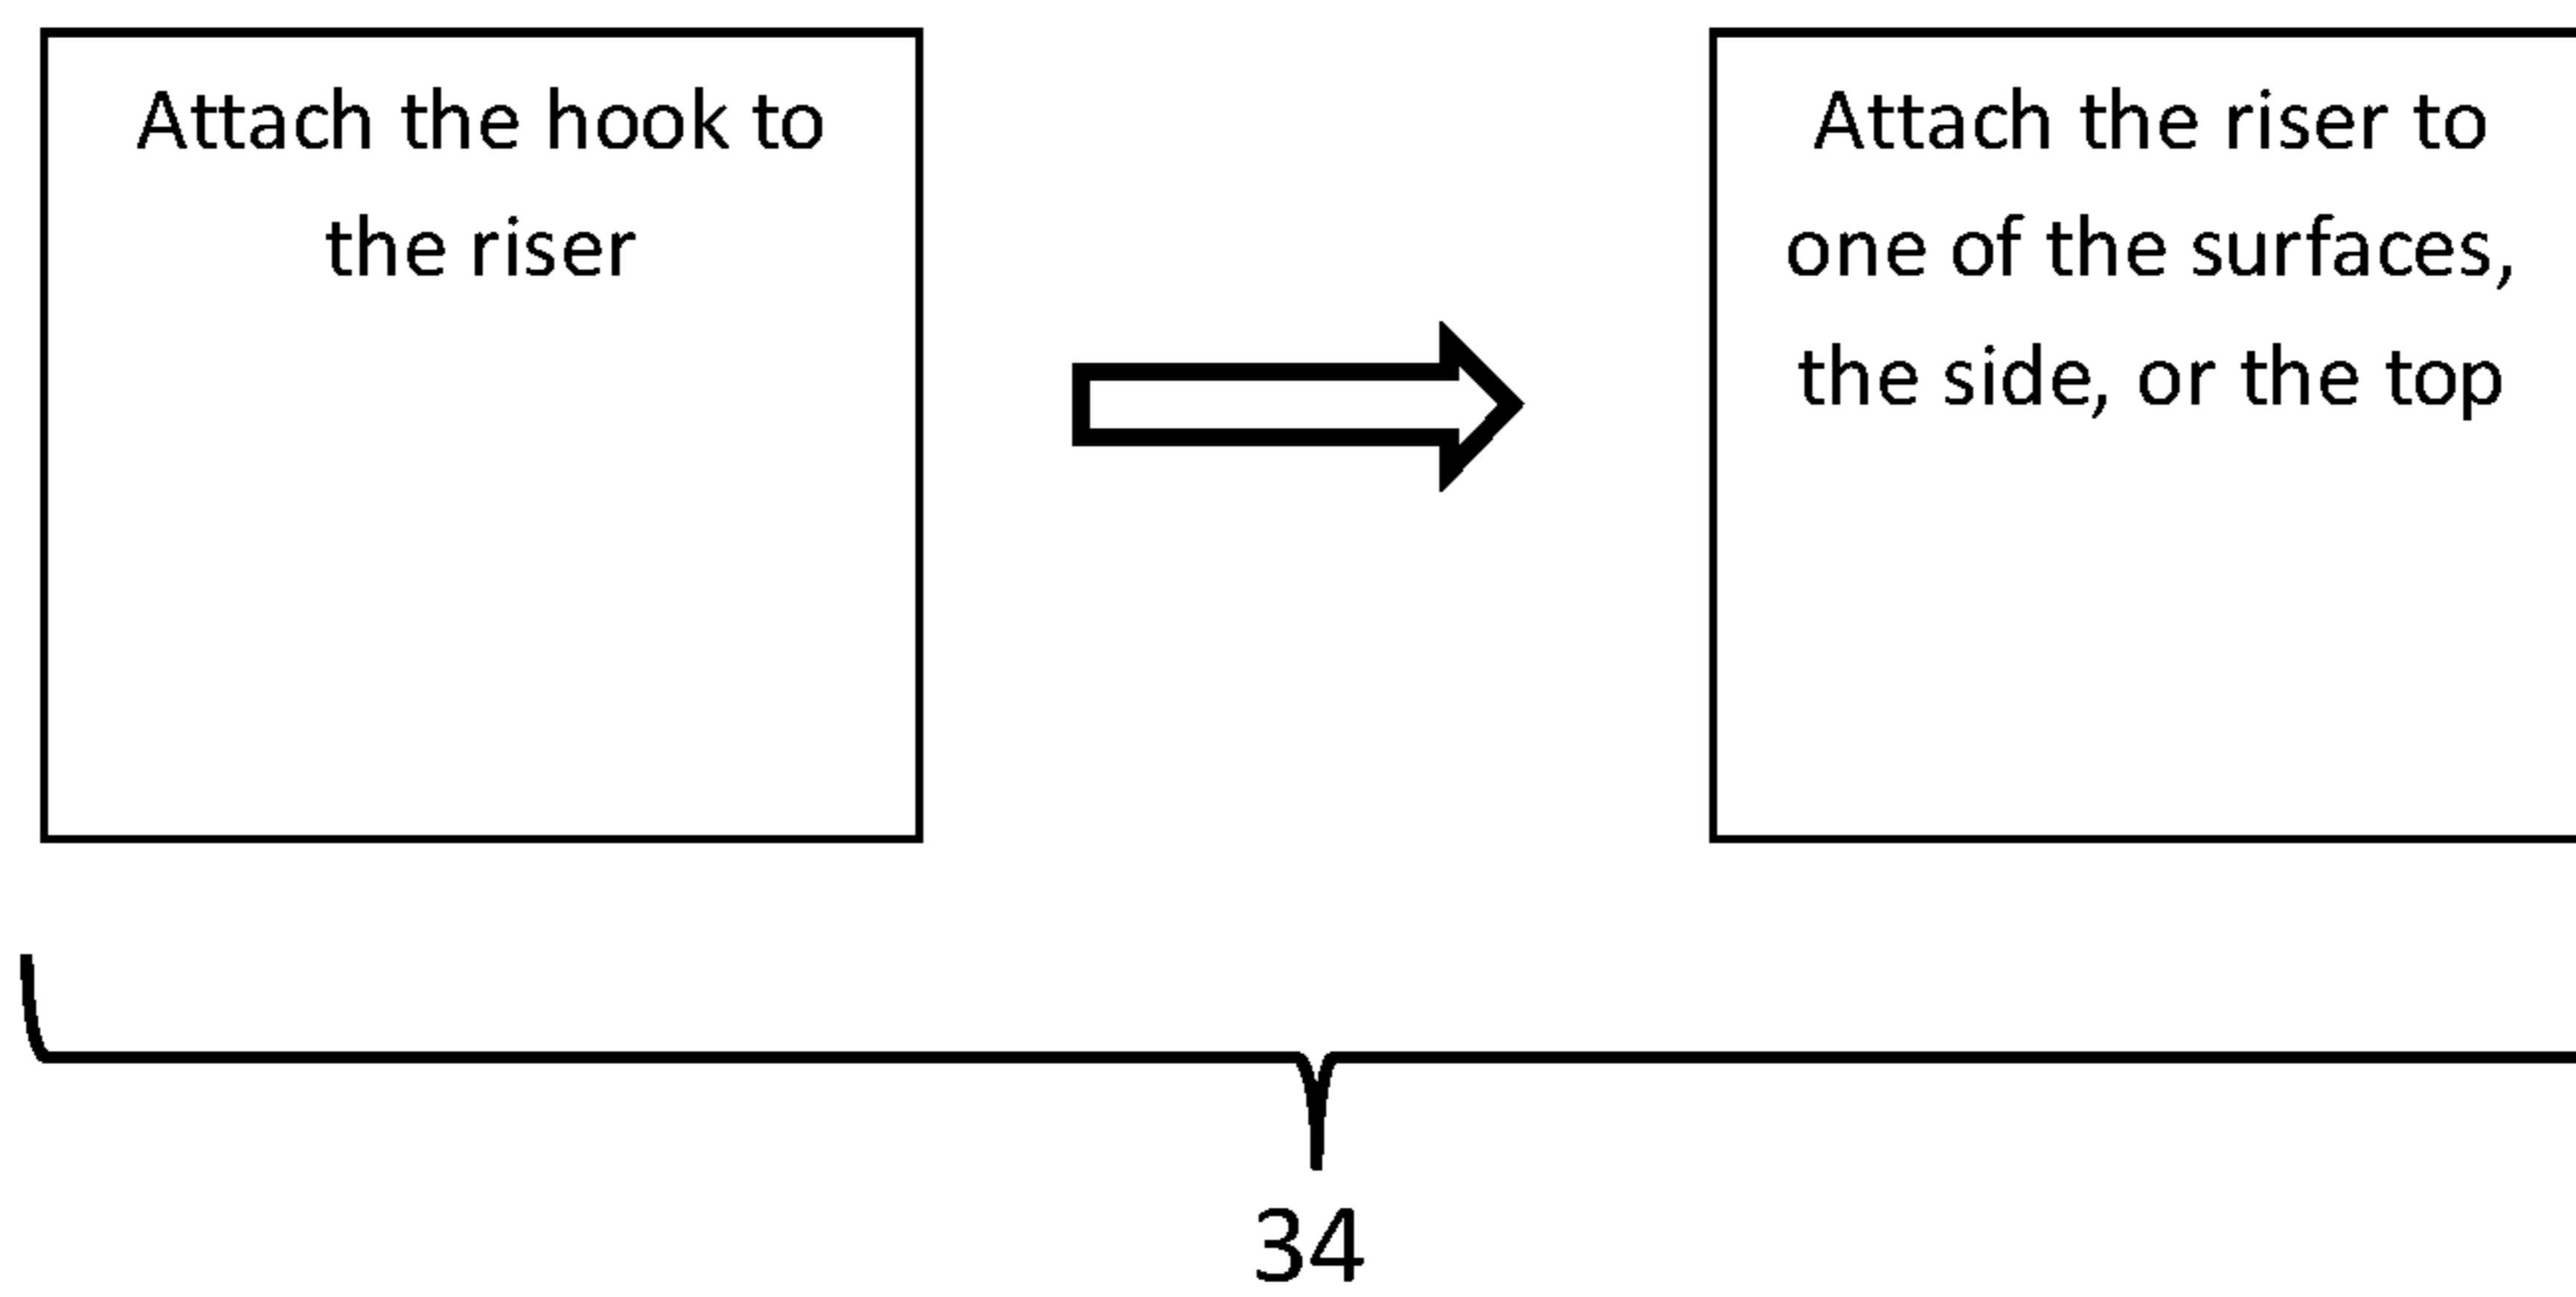 Attach the hook to
the riser
Attach the riser to
one of the surfaces,
the side, or the top
34